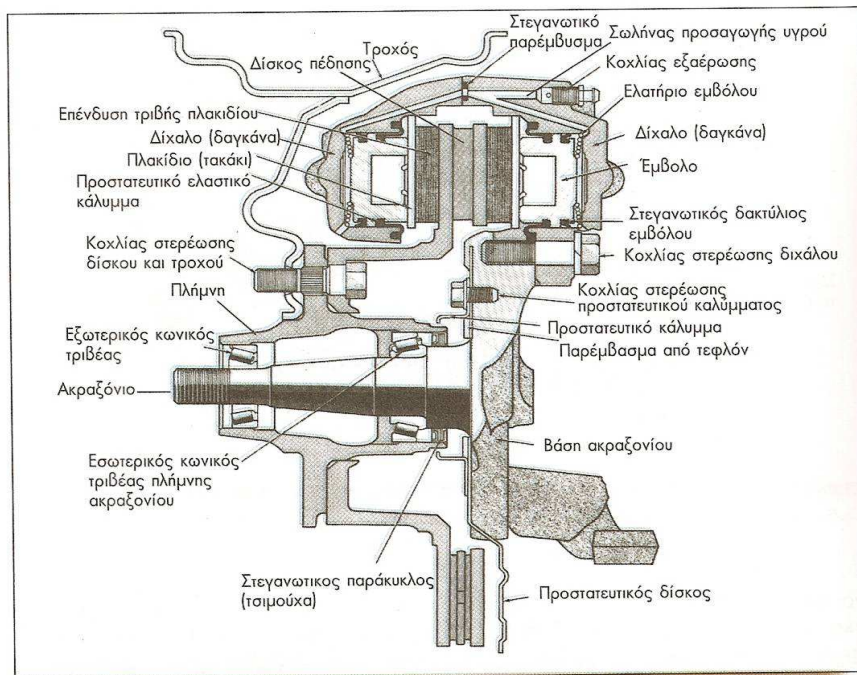 Στεγανωτικό
παρέμβυσμα
Σωλήνας προσαγωγής υγρού
Τροχός
Δίσκος πέδησης
Κοχλίας εξαέρωσης
Ελατήριο εμβόλου
Επένδυση τριβής πλακιδίου
Δίχαλο (δαγκάνα)
Δίχαλο (δαγκάνα)
Πλακίδιο (τακάκι)
Έμβολο
Προστατευτικό ελαστικό
κάλυμμα
Στεγανωτικός δακτύλιος
εμβόλου
Κοχλίας στερέωσης
δίσκου και τροχού
Κοχλίας στερέωσης διχάλου
Πλήμνη
Κοχλίας στερέωσης
προστατευτικού καλύμματος
Εξωτερικός κωνικός
τριβέας
Προστατευτικό κάλυμμα
Παρέμβασμα από τεφλόν
Ακραξόνιο
Βάση ακραξονίου
Εσωτερικός κωνικός
τριβέας πλήμνης
ακραξονίου
Στεγανωτικος παράκυκλος
(τσιμούχα)
Προστατευτικός δίσκος